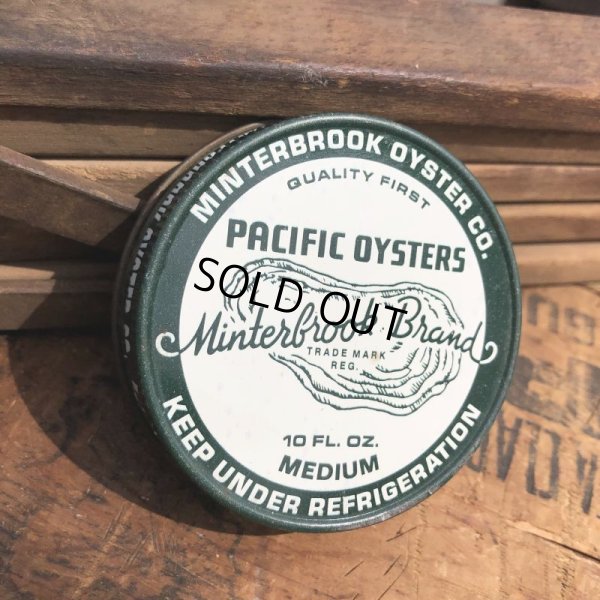 MINTERBROOK OYSTER CO.
QUALITY FIRST
PACIFIC OYSTERS
SOLD OUT
Minterbrook Brand
TRADE MARK
REG.
10 FL. OZ.
MEDIUM
KEEP UNDER REFRIGERATION